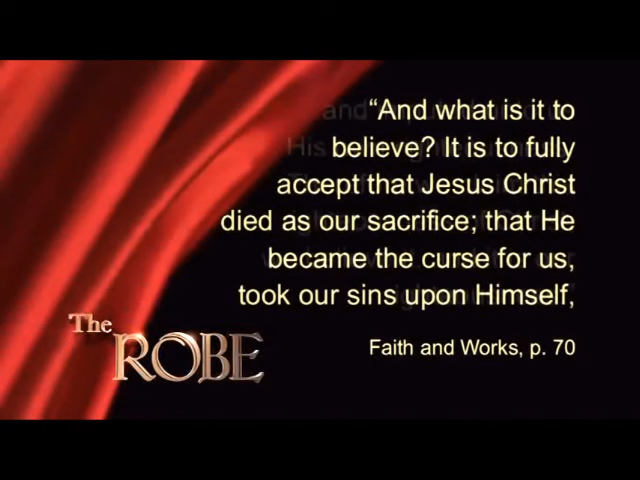 “And what is it to
believe? It is to fully
accept that Jesus Christ
died as our sacrifice; that He
became the curse for us,
took our sins upon Himself,
Faith and Works, p. 70
The
ROBE